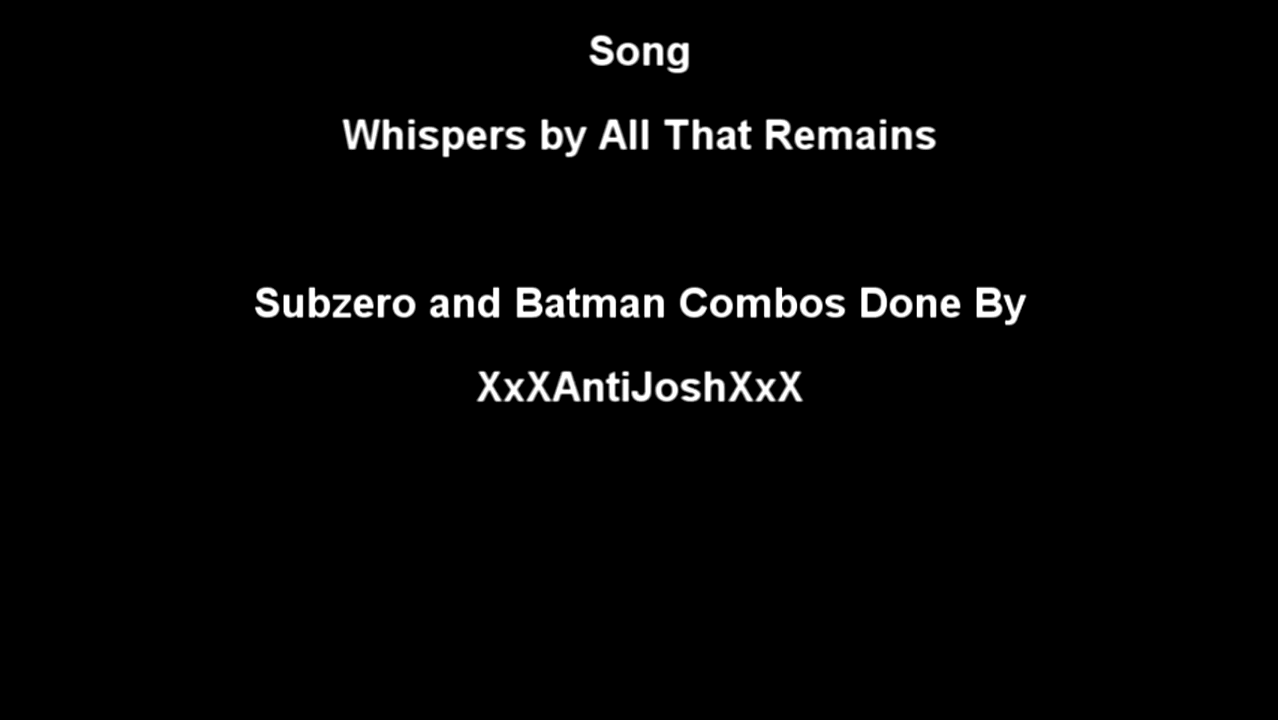 Song
Whispers by All That Remains
Subzero and Batman Combos Done By
XxXAntiJoshXxX